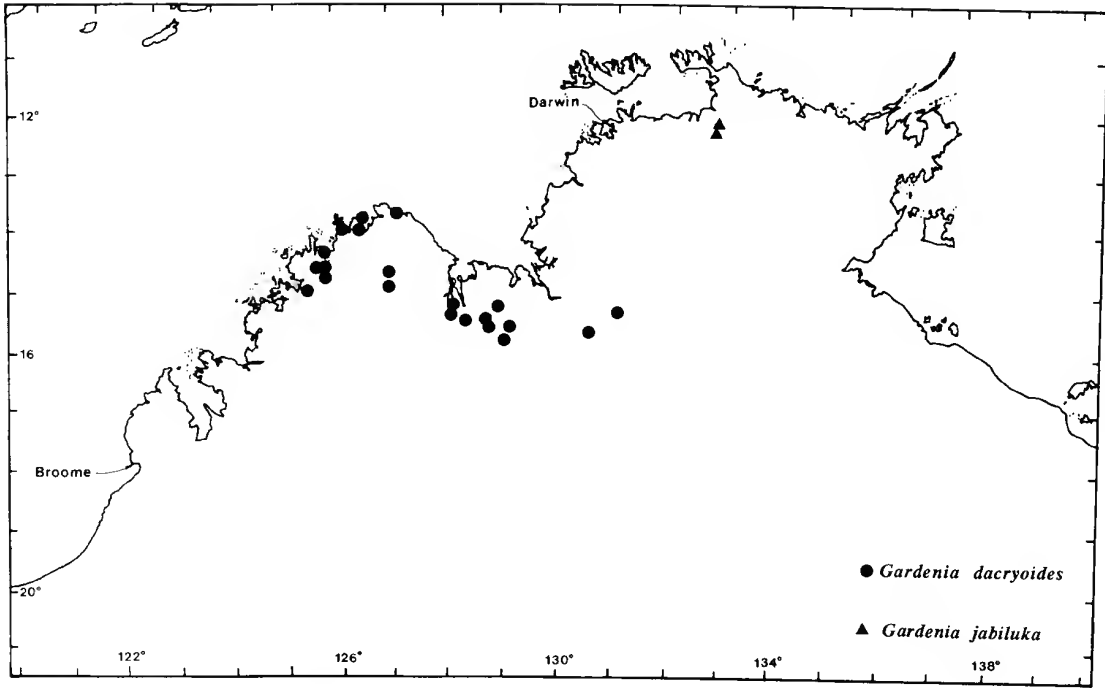 Darwin
12°
16
Broome
● Gardenia dacryoides
20°
▲ Gardenia jabiluka
122° 126° 130° 134° 138°